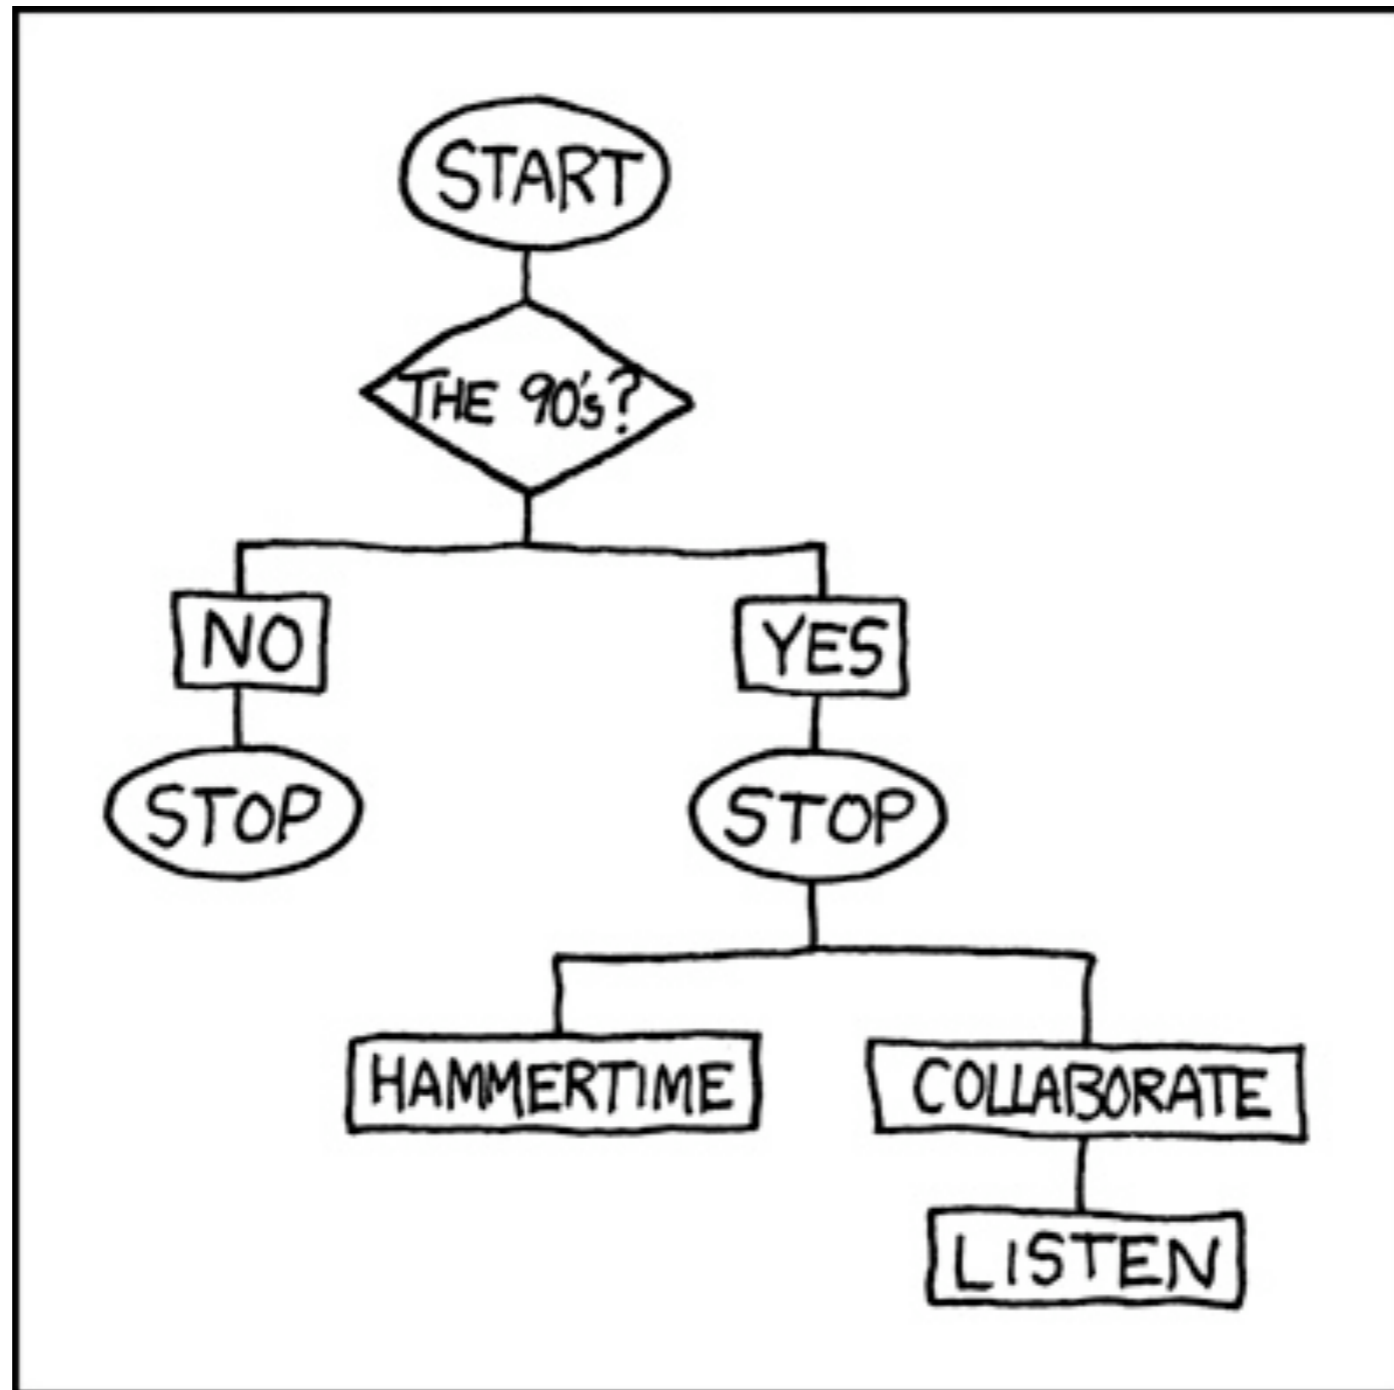 START
THE 90's?
NO
YES
STOP
STOP
HAMMERTIME
COLLABORATE
LISTEN